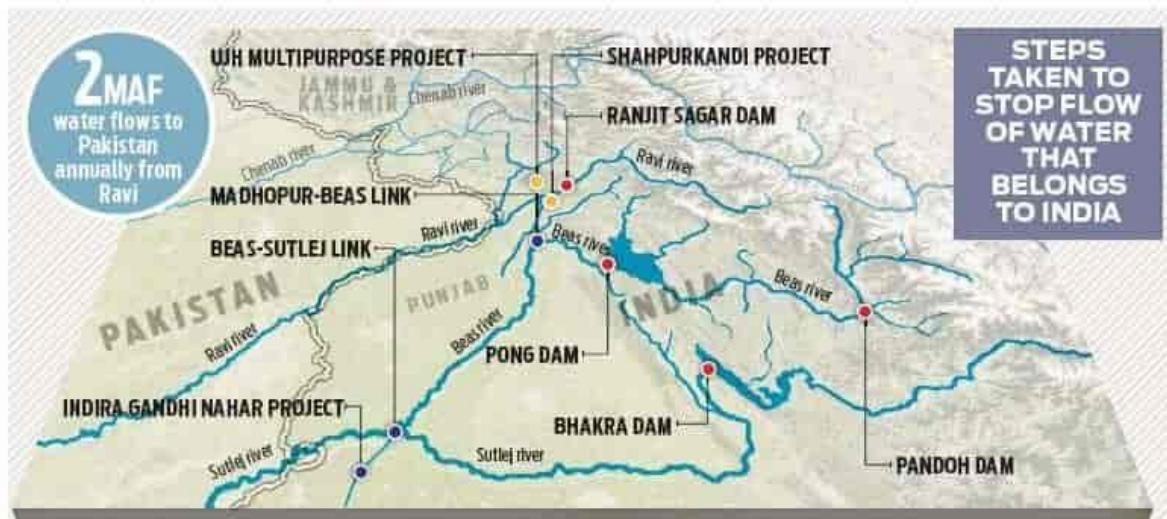 2MAF
water flows to
Pakistan
annually from
Ravi
UJH MULTIPURPOSE PROJECT
SHAHPURKANDI PROJECT
JAMMU &
KASHMIR
Chenab river
RANJIT SAGAR DAM
Chenab river
Ravi river
MADHOPUR-BEAS LINK
Ravi river
BEAS-SUTLEJ LINK
Beas river
PAKISTAN
PUNJAB
INDIA
Beas river
Ravi river
Beas river
PONG DAM
INDIRA GANDHI NAHAR PROJECT
BHAKRA DAM
Sutlej river
Sutlej river
PANDOH DAM
STEPS
TAKEN TO
STOP FLOW
OF WATER
THAT
BELONGS
TO INDIA